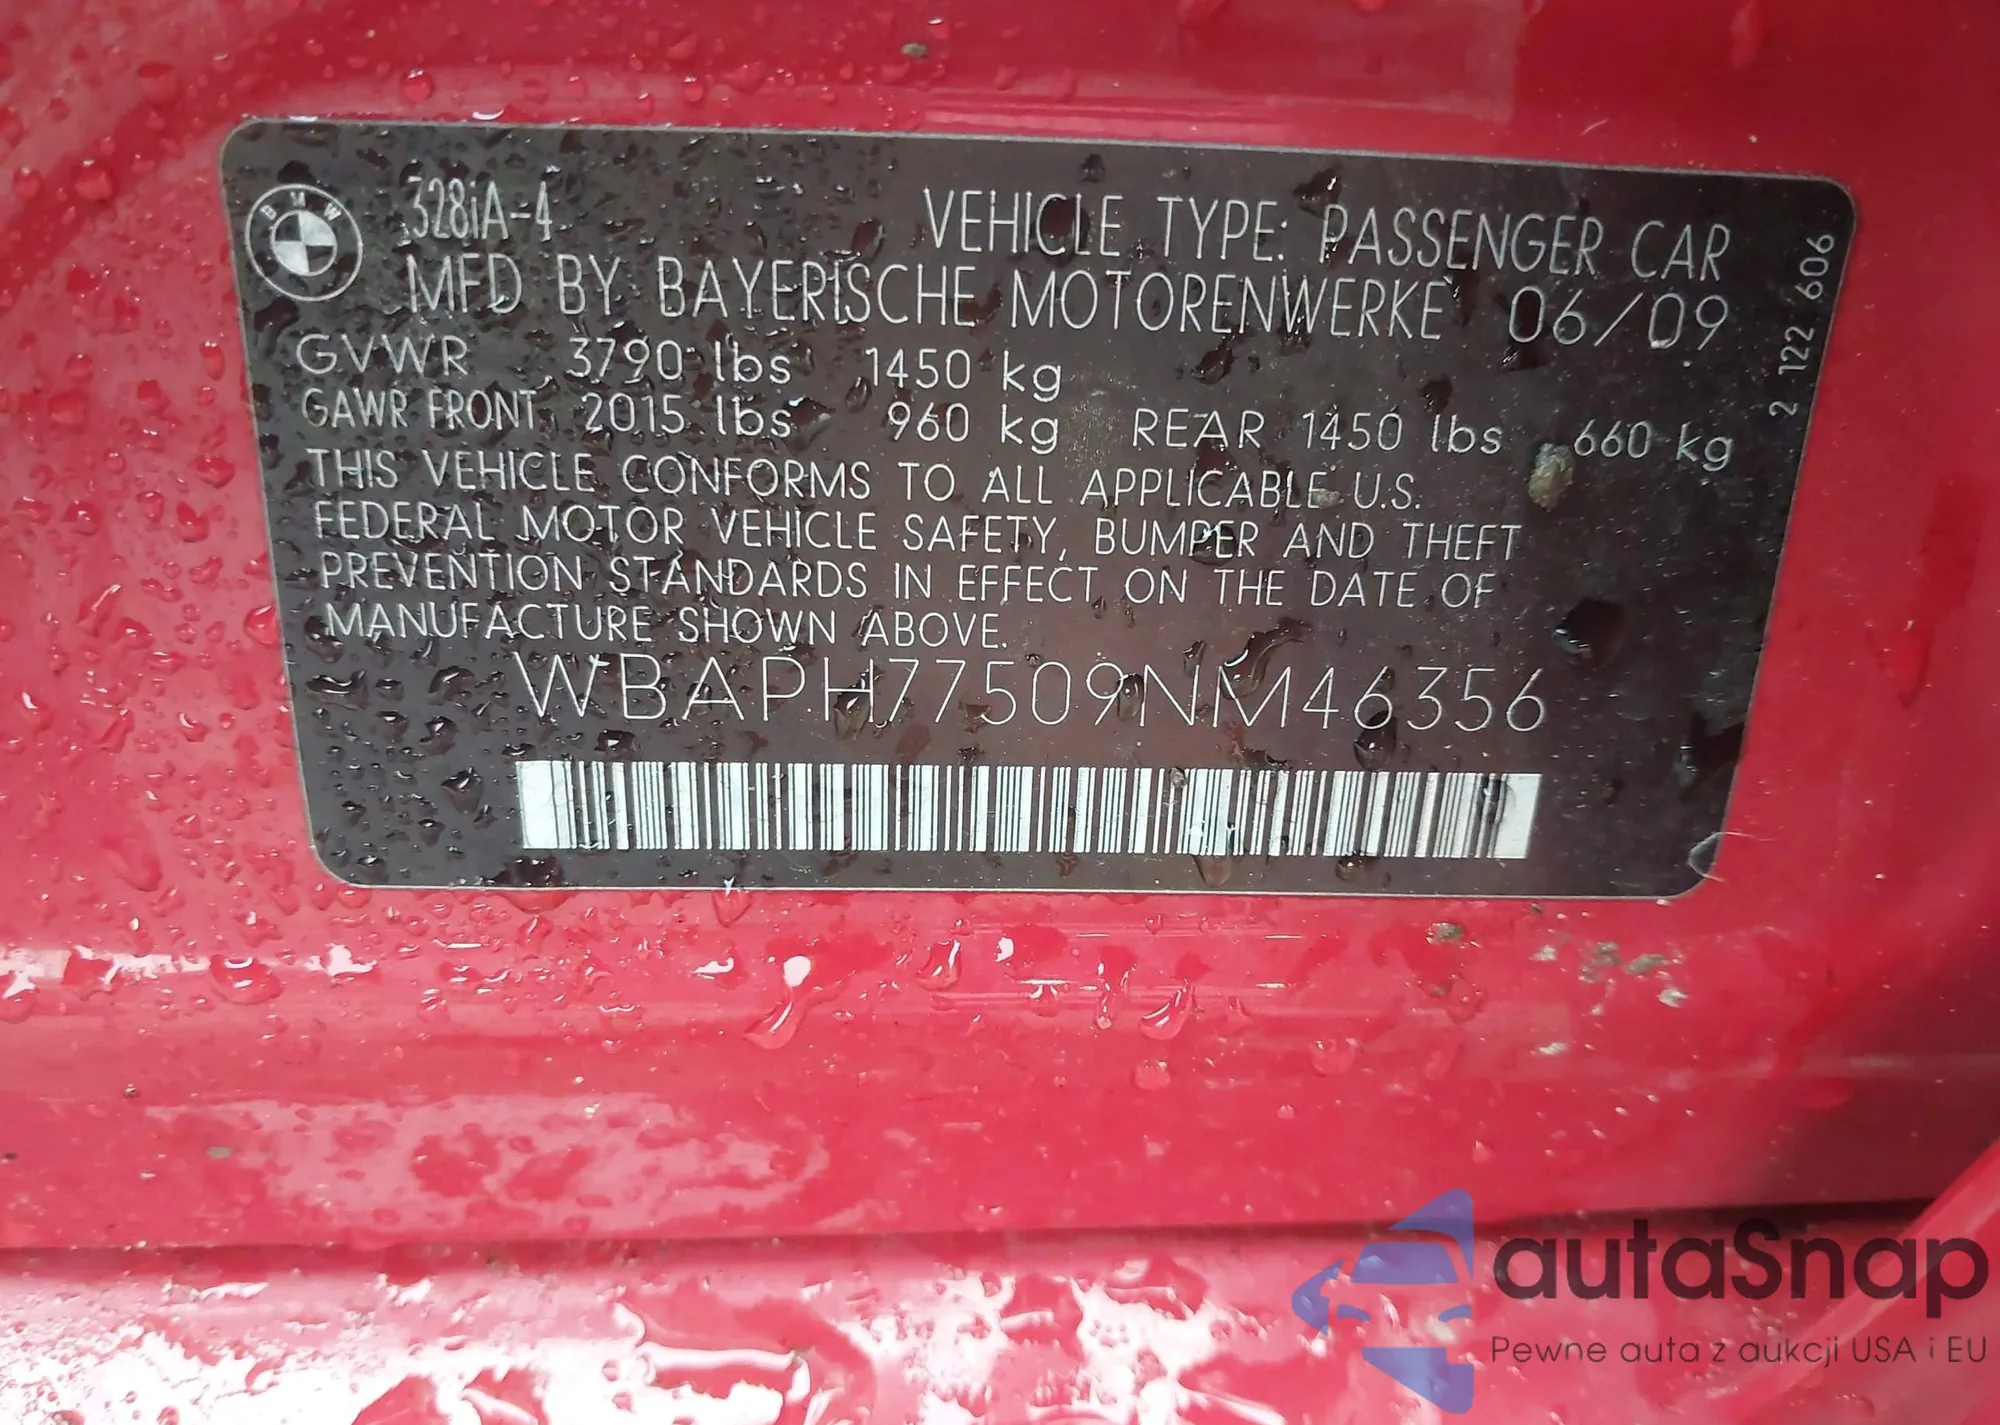 BMW
328iA-4
VEHICLE TYPE: PASSENGER CAR
MFD BY BAYERISCHE MOTORENWERKE 06/09
GVWR 3790 lbs 1450 kg
GAWR FRONT 2015 lbs 960 kg REAR 1450 lbs 660 kg
THIS VEHICLE CONFORMS TO ALL APPLICABLE U.S.
FEDERAL MOTOR VEHICLE SAFETY, BUMPER AND THEFT
PREVENTION STANDARDS IN EFFECT ON THE DATE OF
MANUFACTURE SHOWN ABOVE.
WBAPH77509NM46356
2 122 606
autaSnap
Pewne auta z aukcji USA i EU